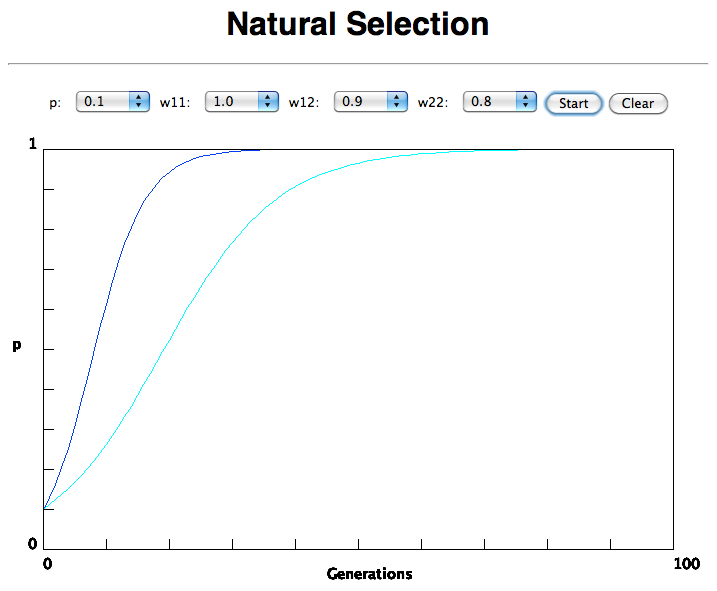 Natural Selection
p: 0.1 w11: 1.0 w12: 0.9 w22: 0.8 Start Clear
1
p
0
0 100
Generations